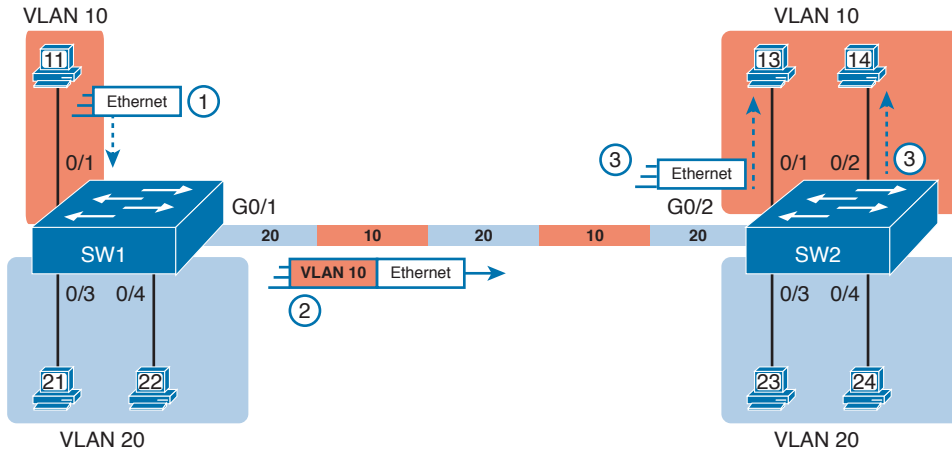 VLAN 10
VLAN 10
11
13
14
Ethernet
1
3
Ethernet
3
0/1
0/1
0/2
G0/1
G0/2
20
10
20
10
20
SW1
SW2
VLAN 10
Ethernet
2
0/3
0/4
0/3
0/4
21
22
23
24
VLAN 20
VLAN 20